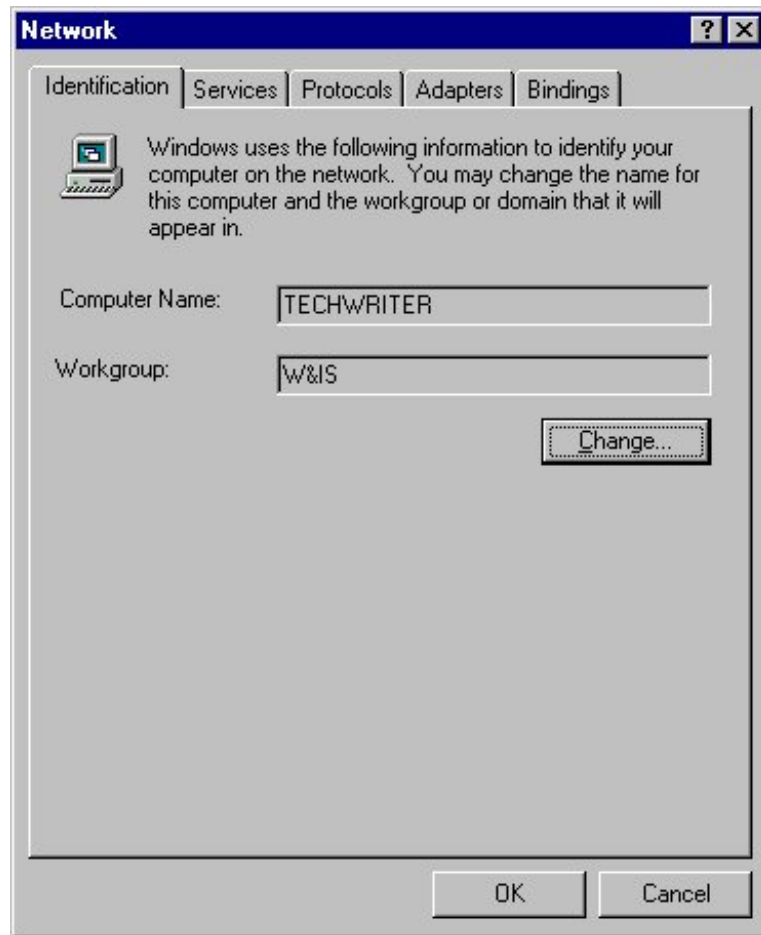 Network
Identification Services Protocols Adapters Bindings
Windows uses the following information to identify your
computer on the network. You may change the name for
this computer and the workgroup or domain that it will
appear in.
Computer Name: TECHWRITER
Workgroup: W&IS
Change...
OK Cancel